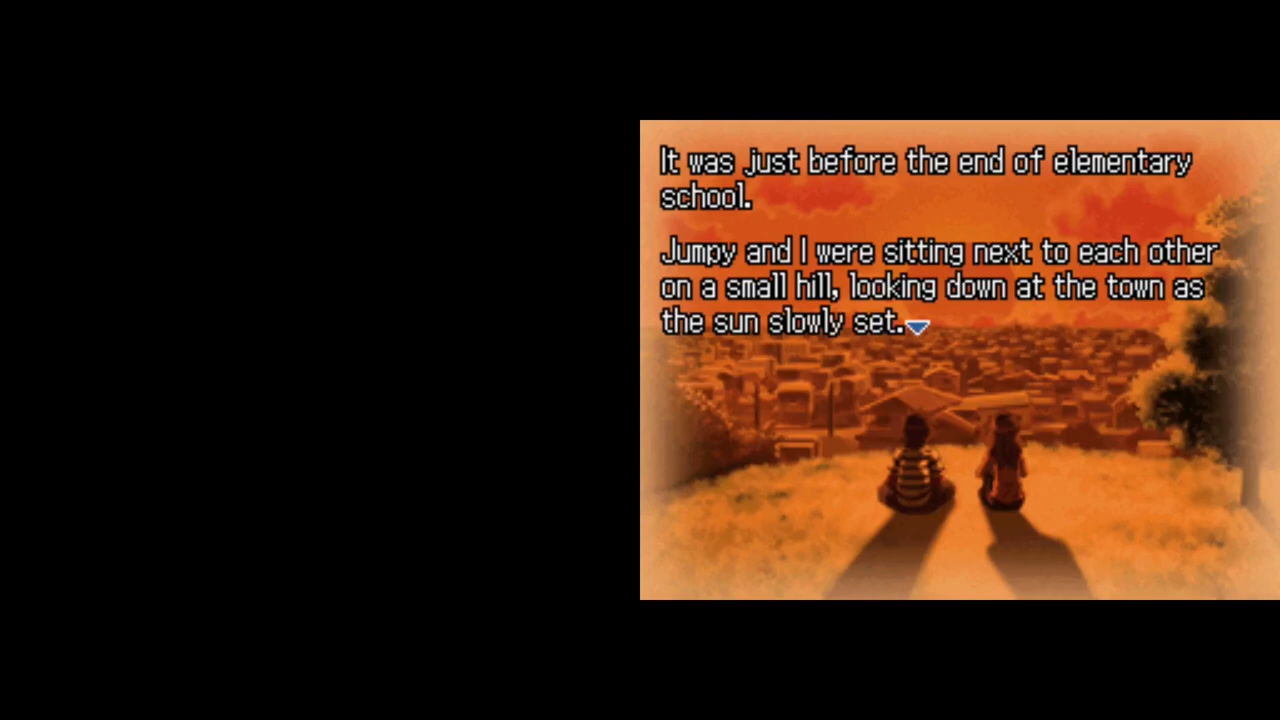 It was just before the end of elementary
school.
Jumpy and I were sitting next to each other
on a small hill, looking down at the town as
the sun slowly set.